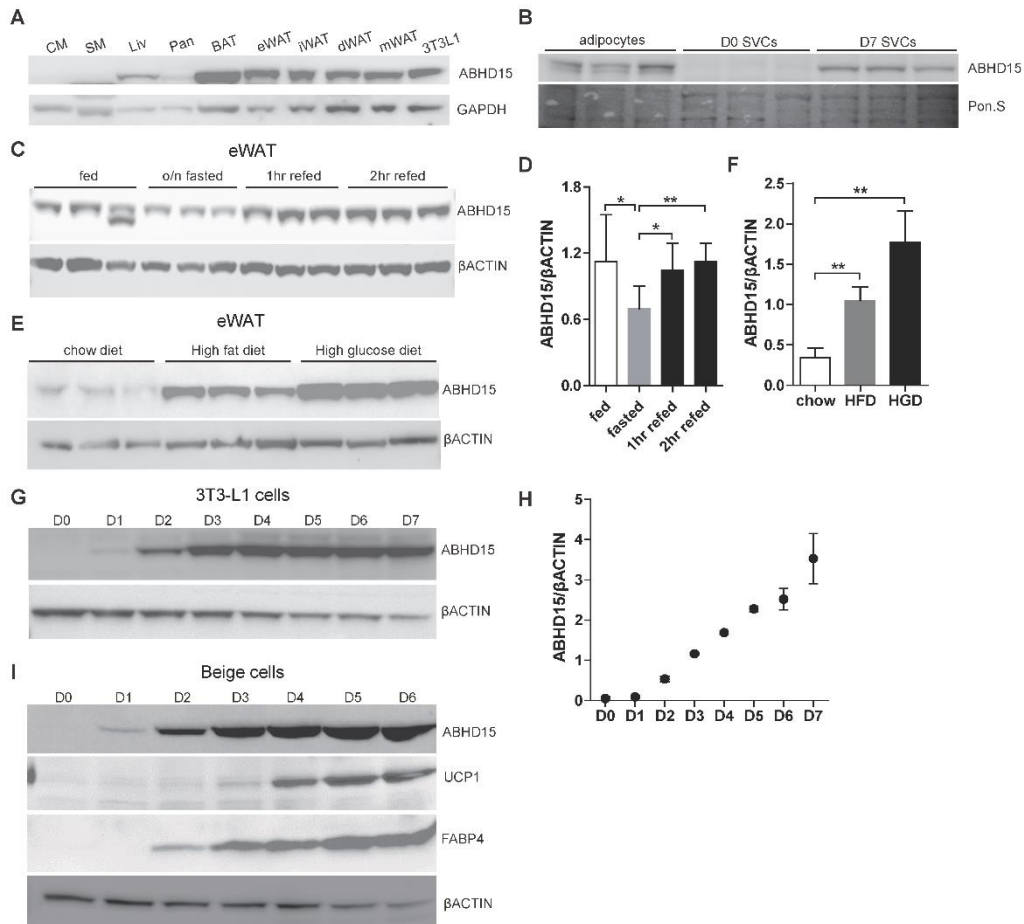 A
CM SM Liv Pan BAT eWAT iWAT dWAT mWAT 3T3L1
ABHD15
GAPDH
B
adipocytes D0 SVCs D7 SVCs
ABHD15
Pon.S
C
eWAT
fed o/n fasted 1hr refed 2hr refed
ABHD15
βACTIN
D
ABHD15/βACTIN
1.8
1.2
0.6
0.0
* **
*
fed fasted 1hr refed 2hr refed
F
ABHD15/βACTIN
2.5
2.0
1.5
1.0
0.5
0.0
**
**
chow HFD HGD
E
eWAT
chow diet High fat diet High glucose diet
ABHD15
βACTIN
G
3T3-L1 cells
D0 D1 D2 D3 D4 D5 D6 D7
ABHD15
βACTIN
H
ABHD15/βACTIN
5
4
3
2
1
0
D0 D1 D2 D3 D4 D5 D6 D7
I
Beige cells
D0 D1 D2 D3 D4 D5 D6
ABHD15
UCP1
FABP4
βACTIN